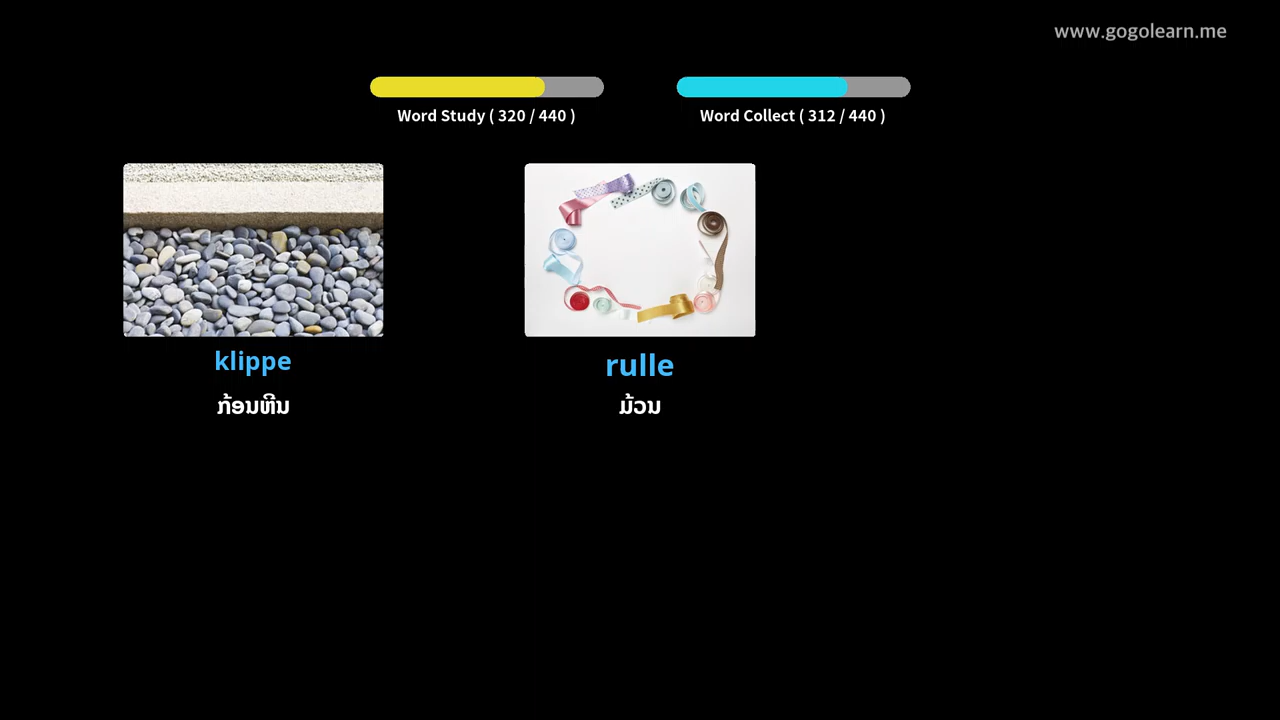 www.gogolearn.me
Word Study ( 320 / 440 )
Word Collect ( 312 / 440 )
klippe
ກ້ອນຫີນ
rulle
ມ້ວນ